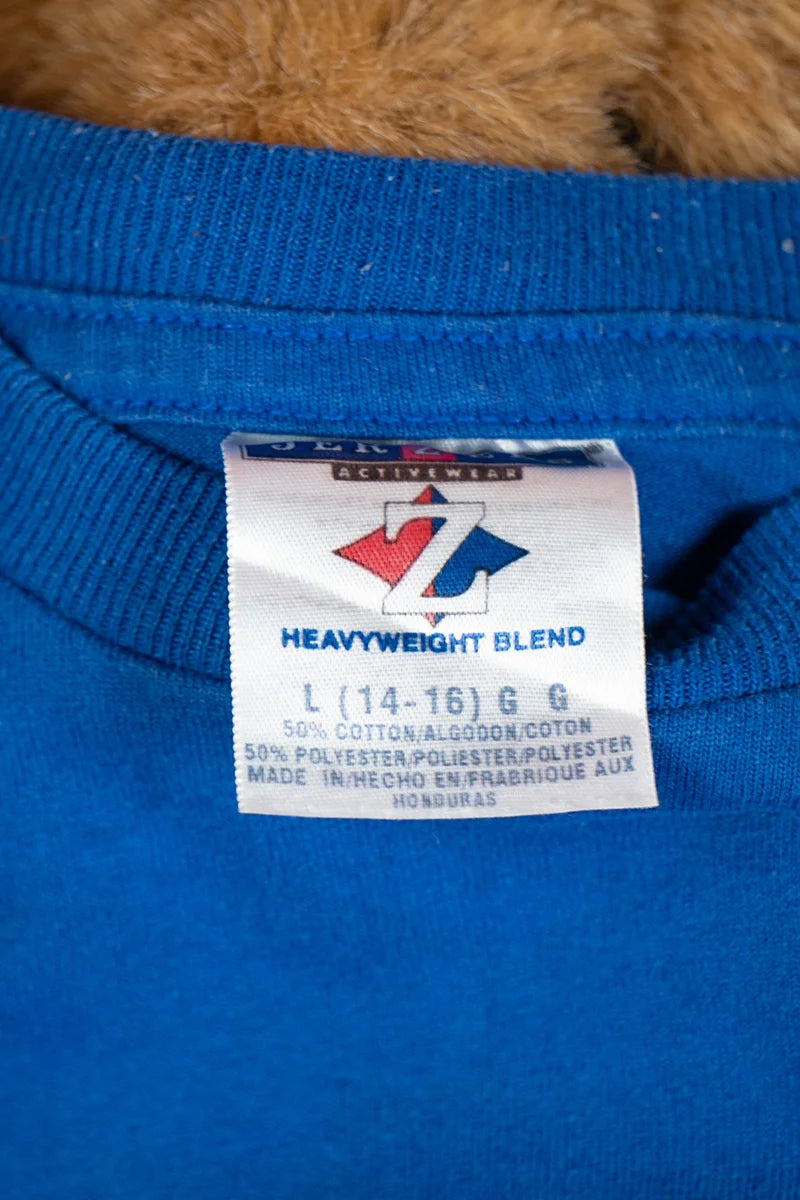 JERZEES
ACTIVEWEAR
Z
HEAVYWEIGHT BLEND
L (14-16) G G
50% COTTON/ALGODON/COTON
50% POLYESTER/POLIESTER/POLYESTER
MADE IN/HECHO EN/FRABRIQUE AUX
HONDURAS